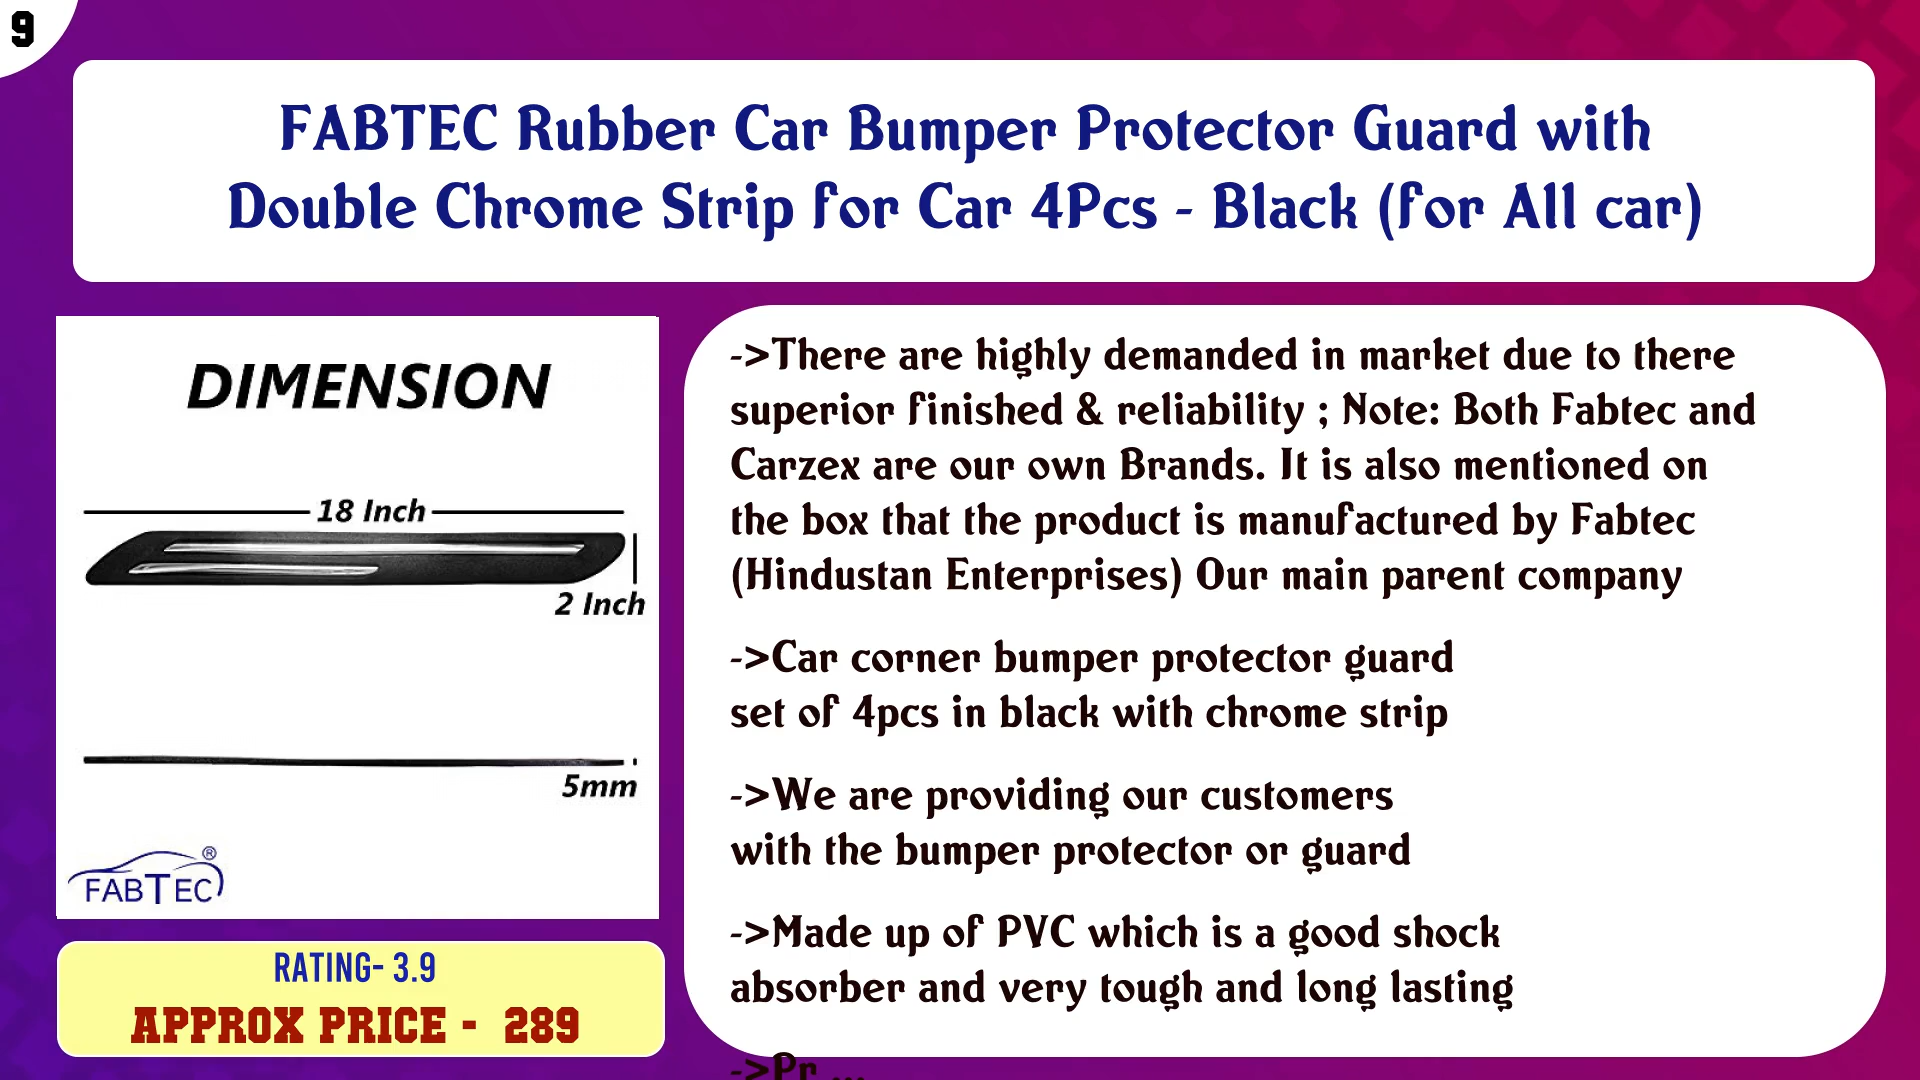 9
FABTEC Rubber Car Bumper Protector Guard with
Double Chrome Strip for Car 4Pcs - Black (for All car)
DIMENSION
18 Inch
2 Inch
5mm
FABTEC®
RATING- 3.9
APPROX PRICE - 289
->There are highly demanded in market due to there
superior finished & reliability ; Note: Both Fabtec and
Carzex are our own Brands. It is also mentioned on
the box that the product is manufactured by Fabtec
(Hindustan Enterprises) Our main parent company
->Car corner bumper protector guard
set of 4pcs in black with chrome strip
->We are providing our customers
with the bumper protector or guard
->Made up of PVC which is a good shock
absorber and very tough and long lasting
->Pr ...